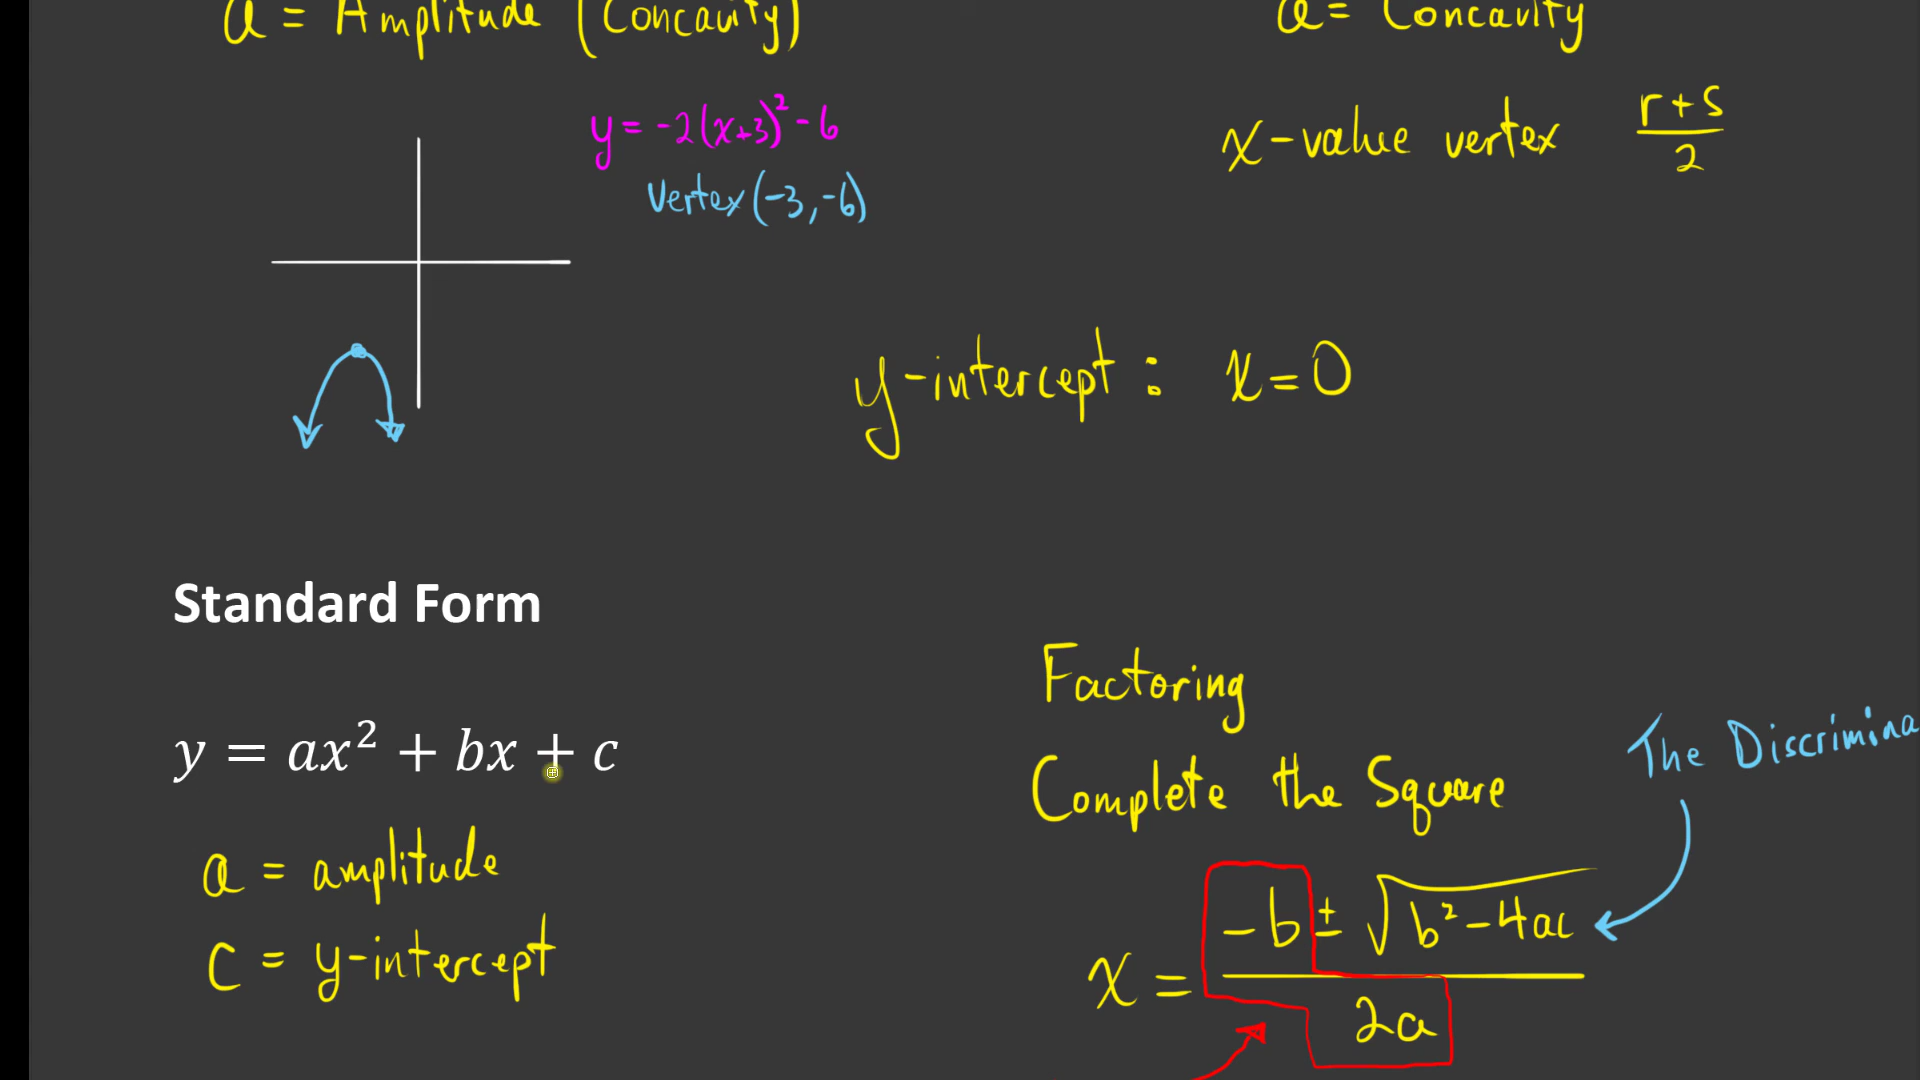 a = Amplitude (Concavity)
a = Concavity
y = -2(x+3)² - 6
Vertex (-3, -6)
x-value vertex r+s/2
y-intercept : x = 0
Standard Form
y = ax² + bx + c
a = amplitude
c = y-intercept
Factoring
Complete the Square
The Discrimina
x = -b ± √b² - 4ac / 2a